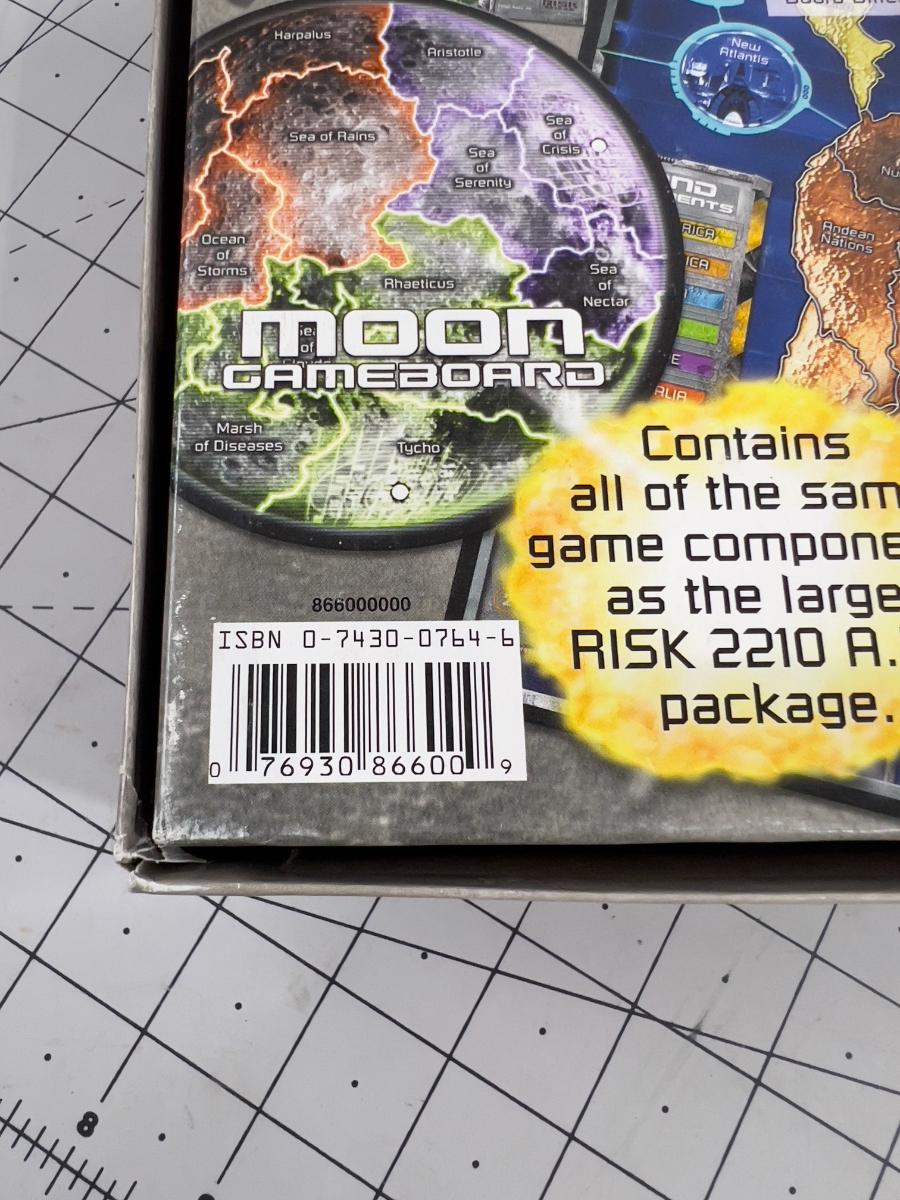 Harpalus
Aristotle
New
Atlantis
Sea of Rains
Sea
of
Crisis
Sea
of
Serenity
Andean
Nations
Ocean
of
Storms
Rhaeticus
Sea
of
Nectar
MOON
GAMEBOARD
Marsh
of Diseases
Tycho
Contains
all of the sam
game compone
as the large
RISK 2210 A.
package.
866000000
ISBN 0-7430-0764-6
0 76930 86600 9
8